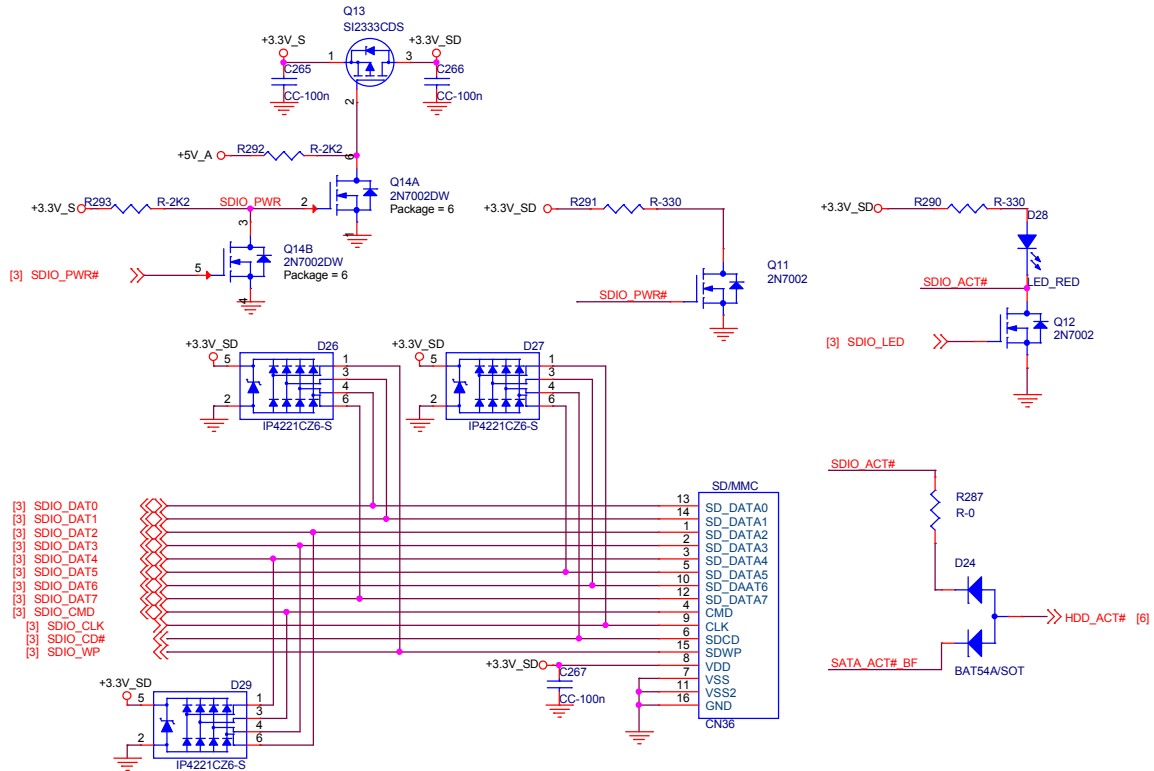 Q13
SI2333CDS
+3.3V_S
+3.3V_SD
1
3
C265
C266
CC-100n
CC-100n
2
+5V_A
R292
R-2K2
6
Q14A
2N7002DW
Package = 6
+3.3V_S
R293
R-2K2
SDIO_PWR
2
3
1
Q14B
2N7002DW
Package = 6
[3] SDIO_PWR#
5
4
+3.3V_SD
R291
R-330
Q11
2N7002
SDIO_PWR#
+3.3V_SD
R290
R-330
D28
LED_RED
SDIO_ACT#
Q12
2N7002
[3] SDIO_LED
+3.3V_SD
D26
5
1
3
4
2
6
IP4221CZ6-S
+3.3V_SD
D27
5
1
3
4
2
6
IP4221CZ6-S
SDIO_ACT#
R287
R-0
D24
HDD_ACT# [6]
SATA_ACT#_BF
BAT54A/SOT
SD/MMC
[3] SDIO_DAT0 13 SD_DATA0
[3] SDIO_DAT1 14 SD_DATA1
[3] SDIO_DAT2 1 SD_DATA2
[3] SDIO_DAT3 2 SD_DATA3
[3] SDIO_DAT4 3 SD_DATA4
[3] SDIO_DAT5 5 SD_DATA5
[3] SDIO_DAT6 10 SD_DAAT6
[3] SDIO_DAT7 12 SD_DATA7
[3] SDIO_CMD 4 CMD
[3] SDIO_CLK 9 CLK
[3] SDIO_CD# 6 SDCD
[3] SDIO_WP 15 SDWP
+3.3V_SD 8 VDD
C267 7 VSS
11 VSS2
CC-100n 16 GND
CN36
+3.3V_SD
D29
5
1
3
4
2
6
IP4221CZ6-S